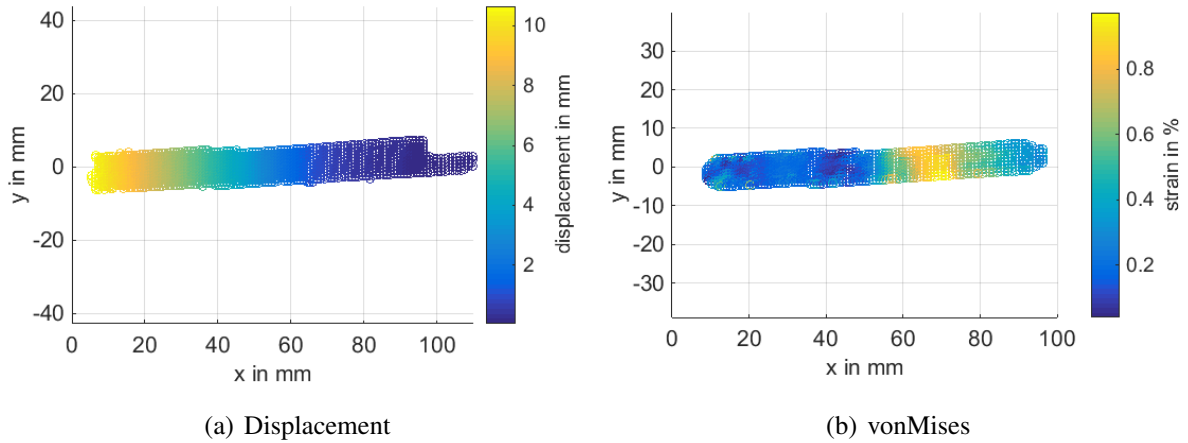 40
20
0
-20
-40
y in mm
0 20 40 60 80 100
x in mm
10
8
6
4
2
displacement in mm
(a) Displacement
30
20
10
0
-10
-20
-30
y in mm
0 20 40 60 80 100
x in mm
0.8
0.6
0.4
0.2
strain in %
(b) vonMises